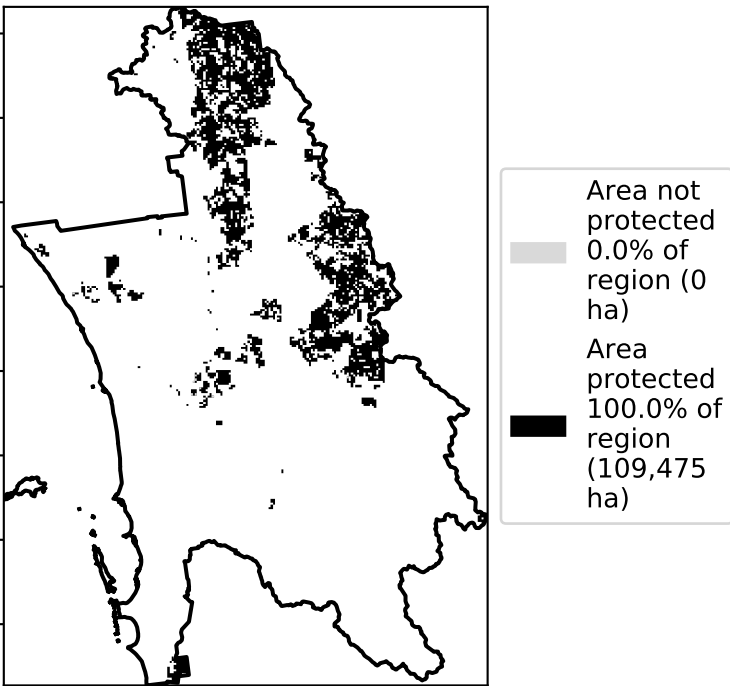 Area not
protected
0.0% of
region (0
ha)
Area
protected
100.0% of
region
(109,475
ha)